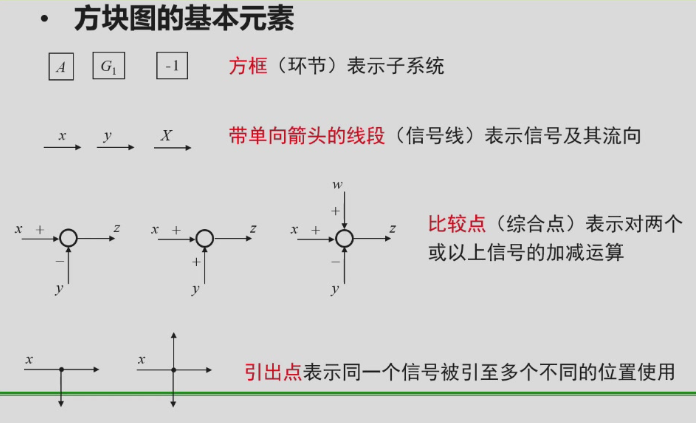 • 方块图的基本元素
A G₁ -1 方框（环节）表示子系统
x y X 带单向箭头的线段（信号线）表示信号及其流向
w
+
x + z x + z x + z 比较点（综合点）表示对两个
或以上信号的加减运算
− + −
y y y
x x 引出点表示同一个信号被引至多个不同的位置使用